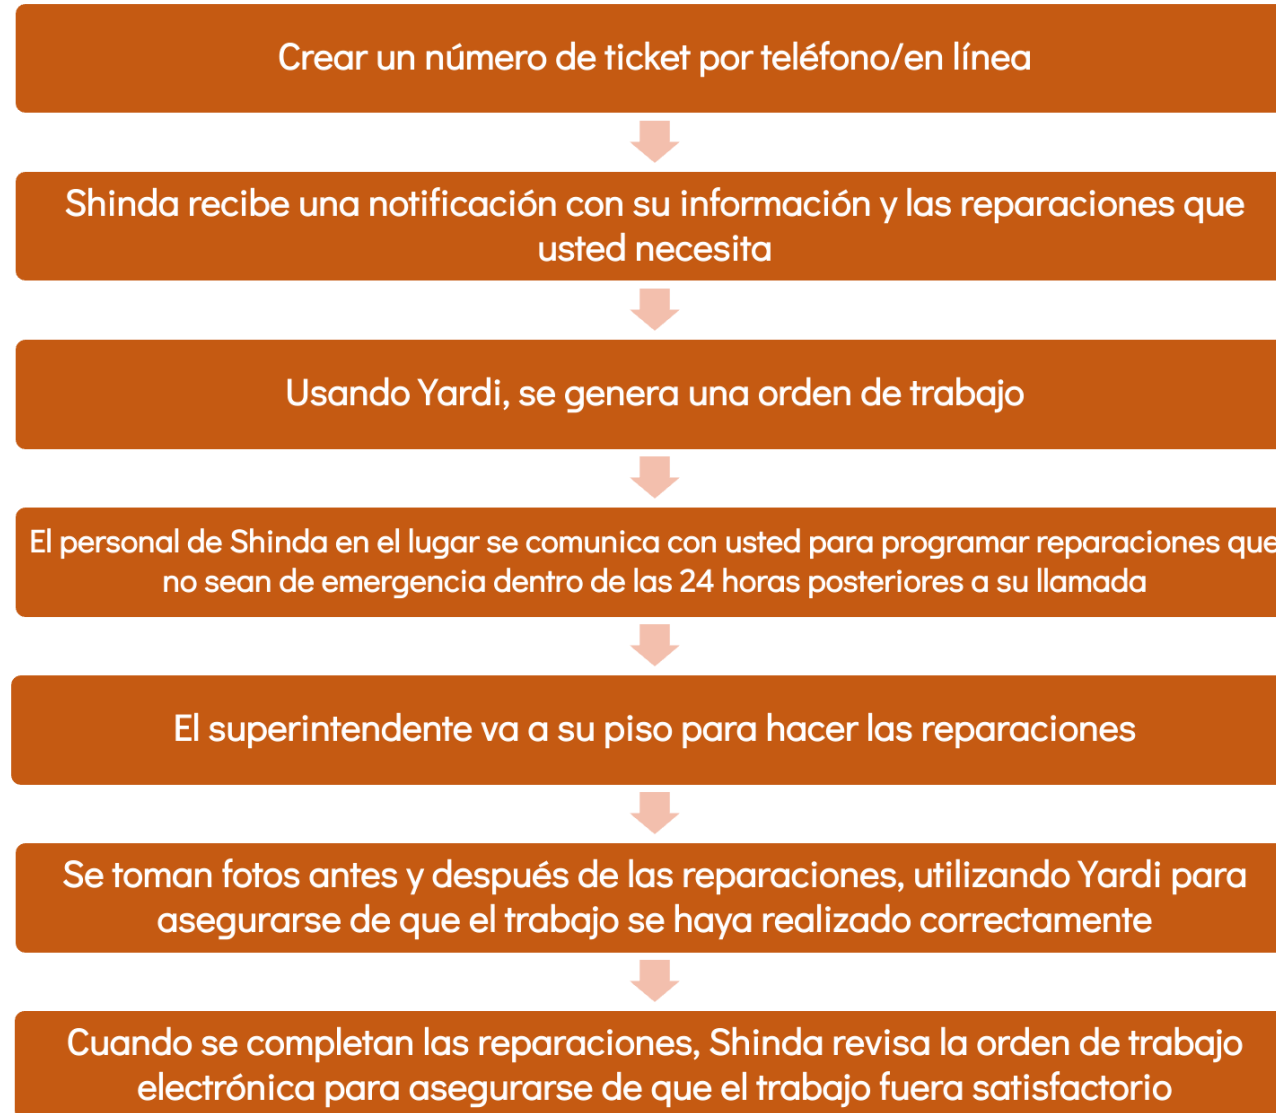 Crear un número de ticket por teléfono/en línea
Shinda recibe una notificación con su información y las reparaciones que
usted necesita
Usando Yardi, se genera una orden de trabajo
El personal de Shinda en el lugar se comunica con usted para programar reparaciones que
no sean de emergencia dentro de las 24 horas posteriores a su llamada
El superintendente va a su piso para hacer las reparaciones
Se toman fotos antes y después de las reparaciones, utilizando Yardi para
asegurarse de que el trabajo se haya realizado correctamente
Cuando se completan las reparaciones, Shinda revisa la orden de trabajo
electrónica para asegurarse de que el trabajo fuera satisfactorio